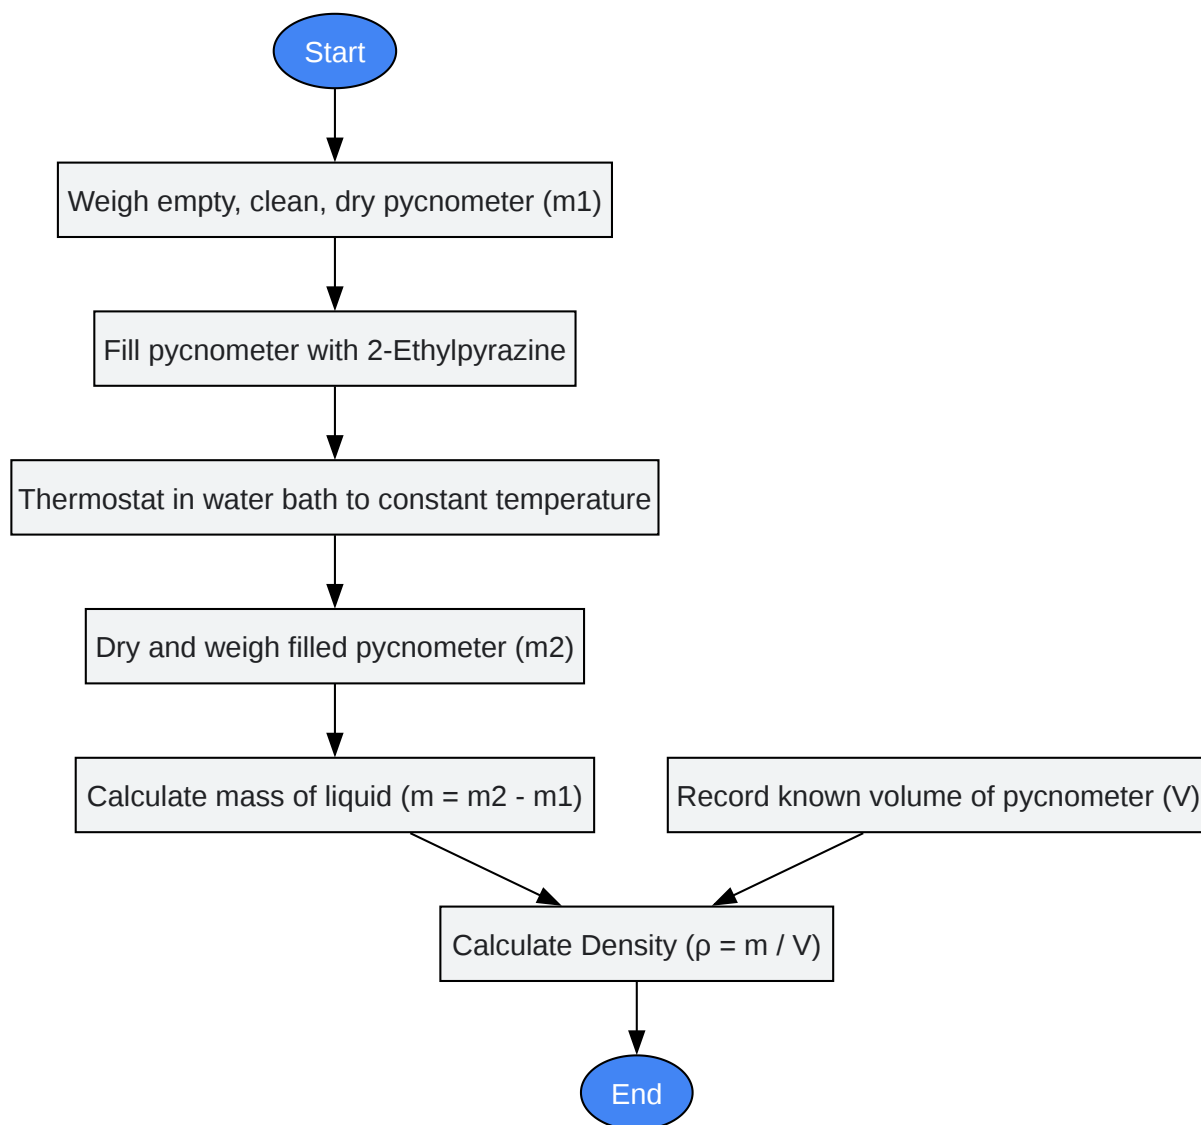 Start
Weigh empty, clean, dry pycnometer (m1)
Fill pycnometer with 2-Ethylpyrazine
Thermostat in water bath to constant temperature
Dry and weigh filled pycnometer (m2)
Calculate mass of liquid (m = m2 - m1)
Record known volume of pycnometer (V)
Calculate Density (ρ = m / V)
End